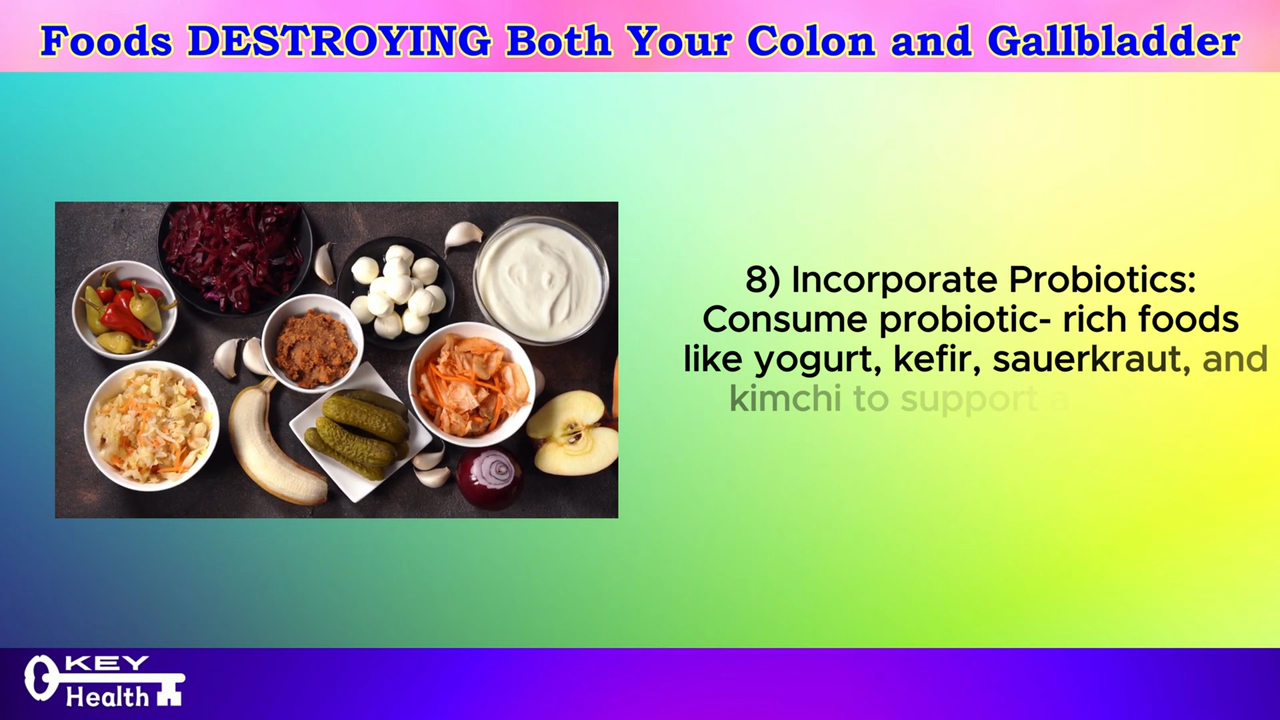 Foods DESTROYING Both Your Colon and Gallbladder
8) Incorporate Probiotics:
Consume probiotic- rich foods
like yogurt, kefir, sauerkraut, and
kimchi to support a
KEY
Health